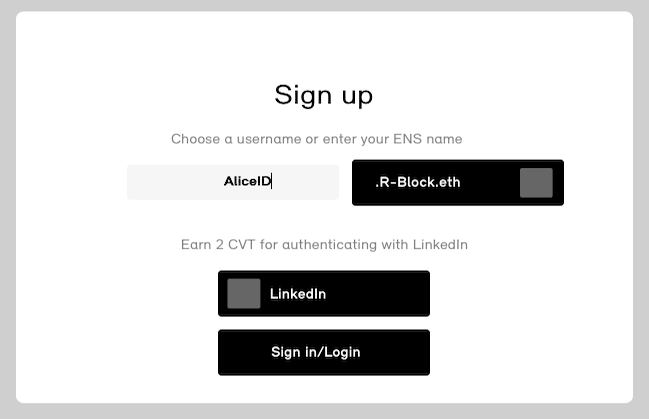 Sign up
Choose a username or enter your ENS name
AliceID
.R-Block.eth
Earn 2 CVT for authenticating with LinkedIn
LinkedIn
Sign in/Login